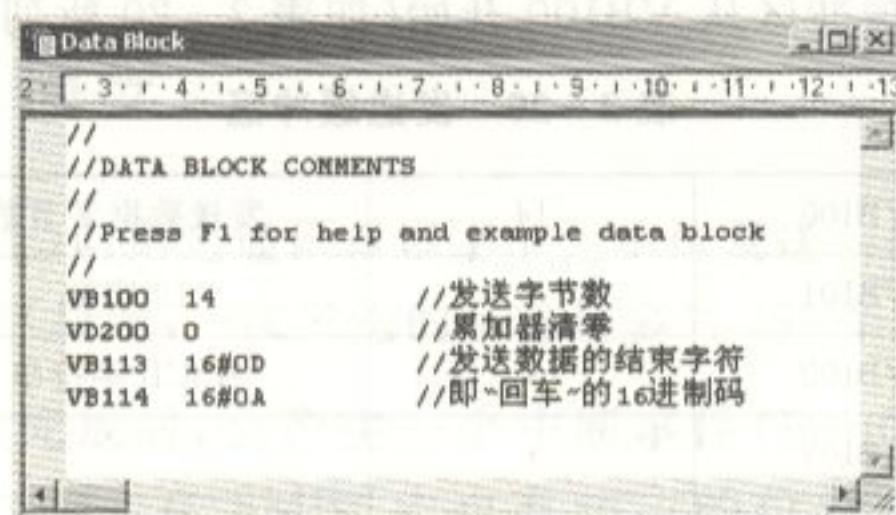 Data Block
2 · 3 · 4 · 5 · 6 · 7 · 8 · 9 · 10 · 11 · 12 · 13
//
//DATA BLOCK COMMENTS
//
//Press F1 for help and example data block
//
VB100 14 //发送字节数
VD200 0 //累加器清零
VB113 16#0D //发送数据的结束字符
VB114 16#0A //即~回车~的16进制码